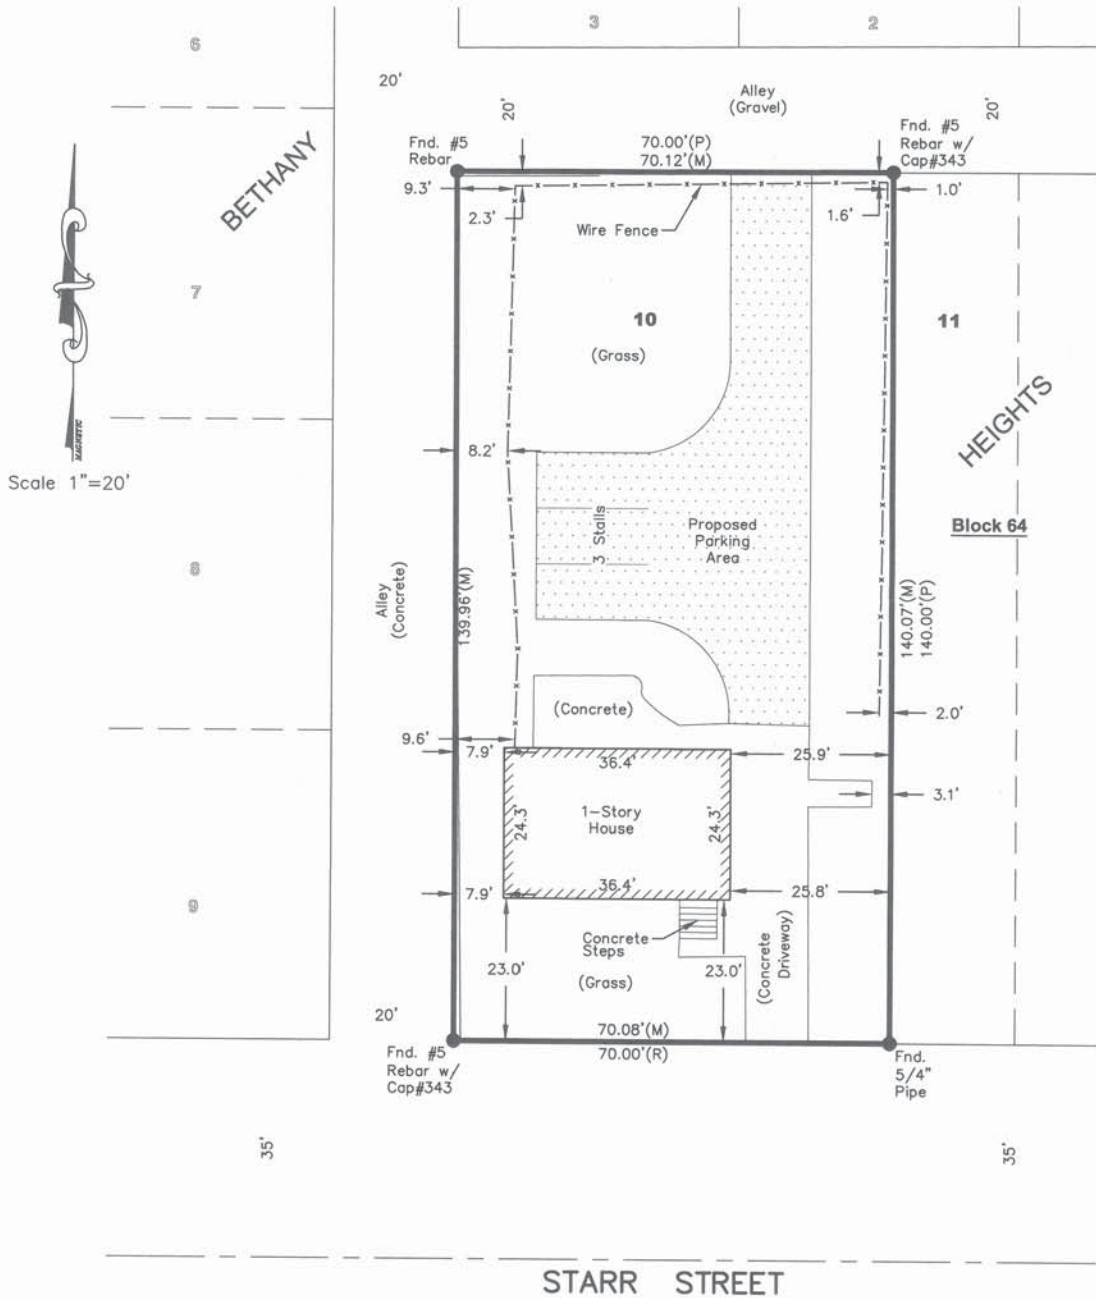 3
2
6
20'
BETHANY
20'
Alley
(Gravel)
20'
Fnd. #5
Rebar
70.00'(P)
70.12'(M)
Fnd. #5
Rebar w/
Cap#343
9.3'
2.3'
Wire Fence
1.6'
1.0'
7
10
(Grass)
11
HEIGHTS
MAGNETIC
Scale 1"=20'
8.2'
3 Stalls
Proposed
Parking
Area
Block 64
8
Alley
(Concrete)
139.96'(M)
140.07'(M)
140.00'(P)
(Concrete)
2.0'
9.6'
7.9'
36.4'
25.9'
3.1'
24.3'
1-Story
House
24.3'
7.9'
36.4'
25.8'
9
Concrete
Steps
(Concrete
Driveway)
23.0'
(Grass)
23.0'
20'
70.08'(M)
70.00'(R)
Fnd. #5
Rebar w/
Cap#343
Fnd.
5/4"
Pipe
35'
35'
STARR STREET